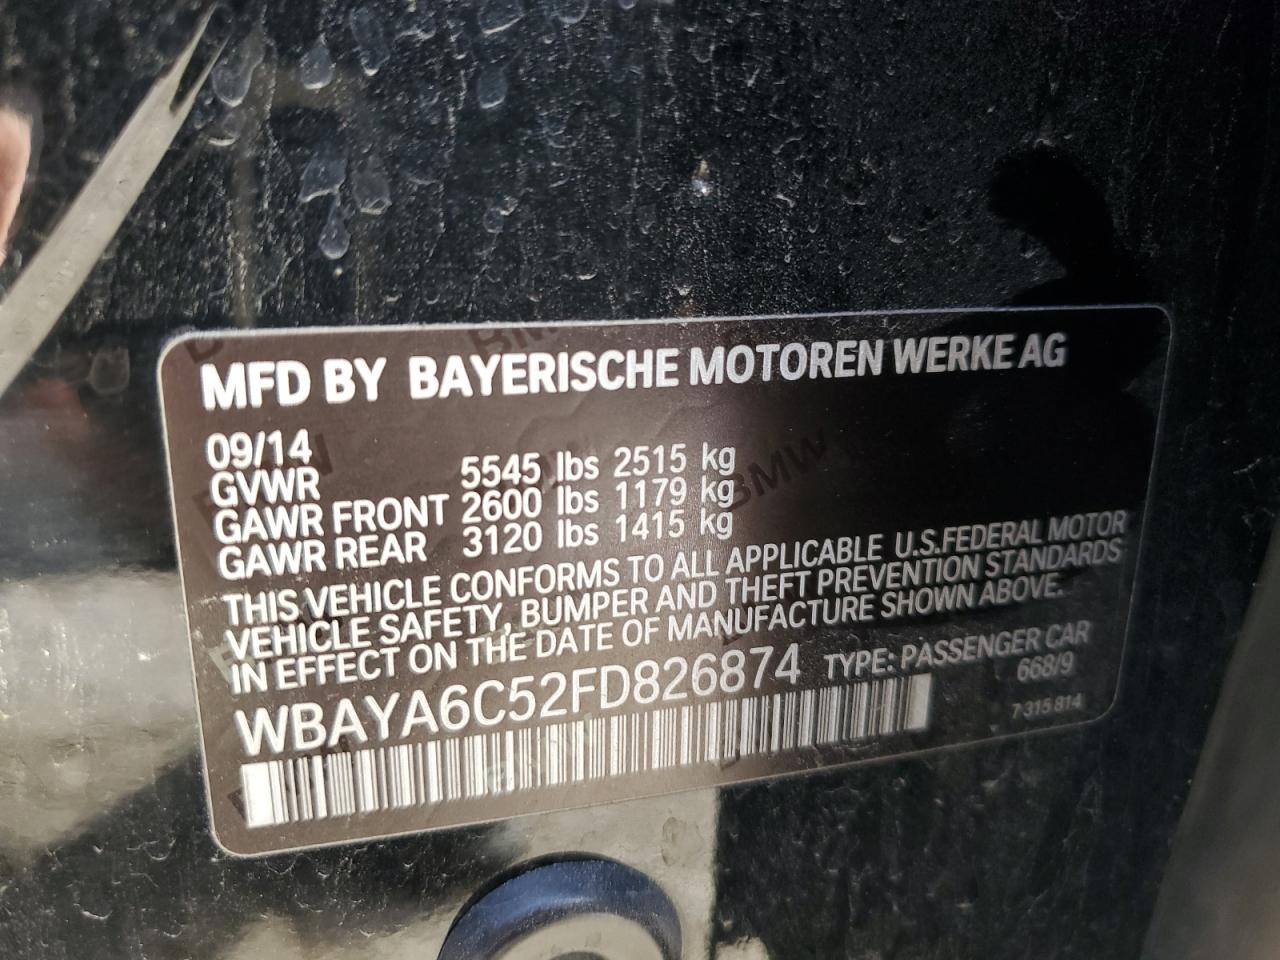 MFD BY BAYERISCHE MOTOREN WERKE AG
09/14
GVWR 5545 lbs 2515 kg
GAWR FRONT 2600 lbs 1179 kg
GAWR REAR 3120 lbs 1415 kg
THIS VEHICLE CONFORMS TO ALL APPLICABLE U.S.FEDERAL MOTOR
VEHICLE SAFETY, BUMPER AND THEFT PREVENTION STANDARDS
IN EFFECT ON THE DATE OF MANUFACTURE SHOWN ABOVE.
WBAYA6C52FD826874 TYPE: PASSENGER CAR
668/9
7 315 814